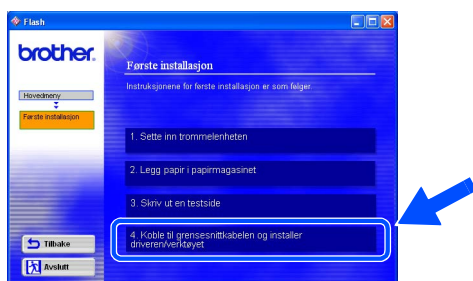 Flash
brother.
Hovedmeny
Første installasjon
Tilbake
Avslutt
Første installasjon
Instruksjonene for første installasjon er som følger.
1. Sette inn trommelenheten
2. Legg papir i papirmagasinet
3. Skriv ut en testside
4. Koble til grensesnittkabelen og installer
driveren/verktøyet